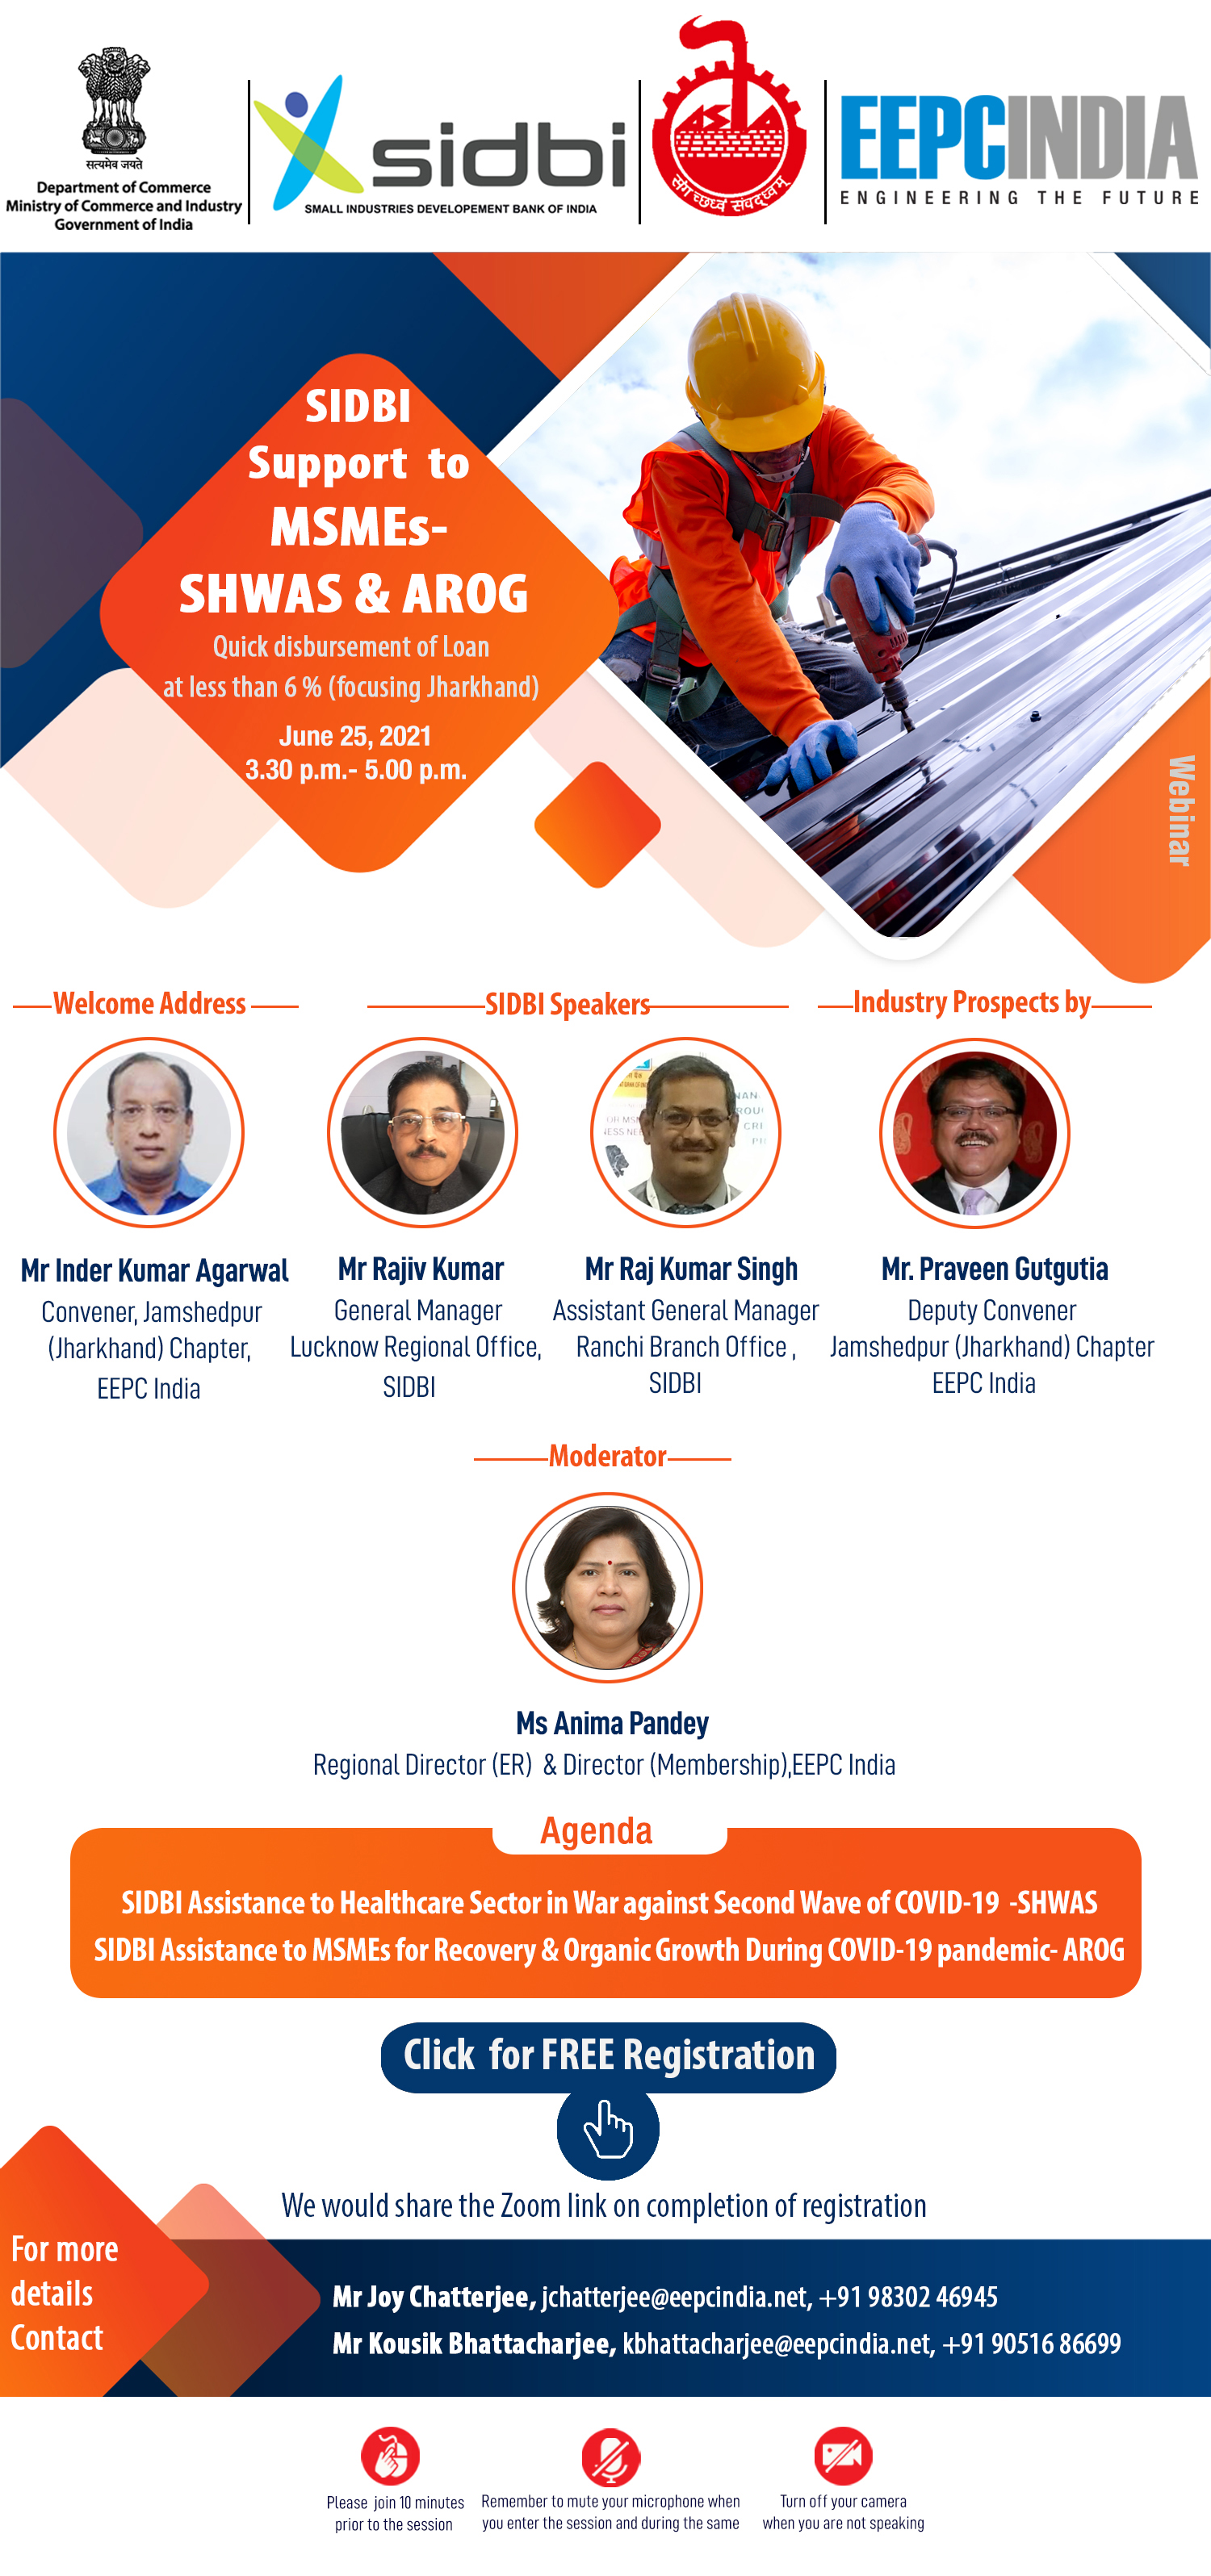 सत्यमेव जयते
Department of Commerce
Ministry of Commerce and Industry
Government of India
sidbi
SMALL INDUSTRIES DEVELOPEMENT BANK OF INDIA
ASIA
संगच्छध्वं संवदध्वम्
EEPCINDIA
ENGINEERING THE FUTURE
SIDBI
Support to
MSMEs-
SHWAS & AROG
Quick disbursement of Loan
at less than 6 % (focusing Jharkhand)
June 25, 2021
3.30 p.m.- 5.00 p.m.
Webinar
Welcome Address
SIDBI Speakers
Industry Prospects by
Mr Inder Kumar Agarwal
Convener, Jamshedpur
(Jharkhand) Chapter,
EEPC India
Mr Rajiv Kumar
General Manager
Lucknow Regional Office,
SIDBI
Mr Raj Kumar Singh
Assistant General Manager
Ranchi Branch Office ,
SIDBI
Mr. Praveen Gutgutia
Deputy Convener
Jamshedpur (Jharkhand) Chapter
EEPC India
Moderator
Ms Anima Pandey
Regional Director (ER) & Director (Membership),EEPC India
Agenda
SIDBI Assistance to Healthcare Sector in War against Second Wave of COVID-19 -SHWAS
SIDBI Assistance to MSMEs for Recovery & Organic Growth During COVID-19 pandemic- AROG
Click for FREE Registration
We would share the Zoom link on completion of registration
For more
details
Contact
Mr Joy Chatterjee, jchatterjee@eepcindia.net, +91 98302 46945
Mr Kousik Bhattacharjee, kbhattacharjee@eepcindia.net, +91 90516 86699
Please join 10 minutes
prior to the session
Remember to mute your microphone when
you enter the session and during the same
Turn off your camera
when you are not speaking